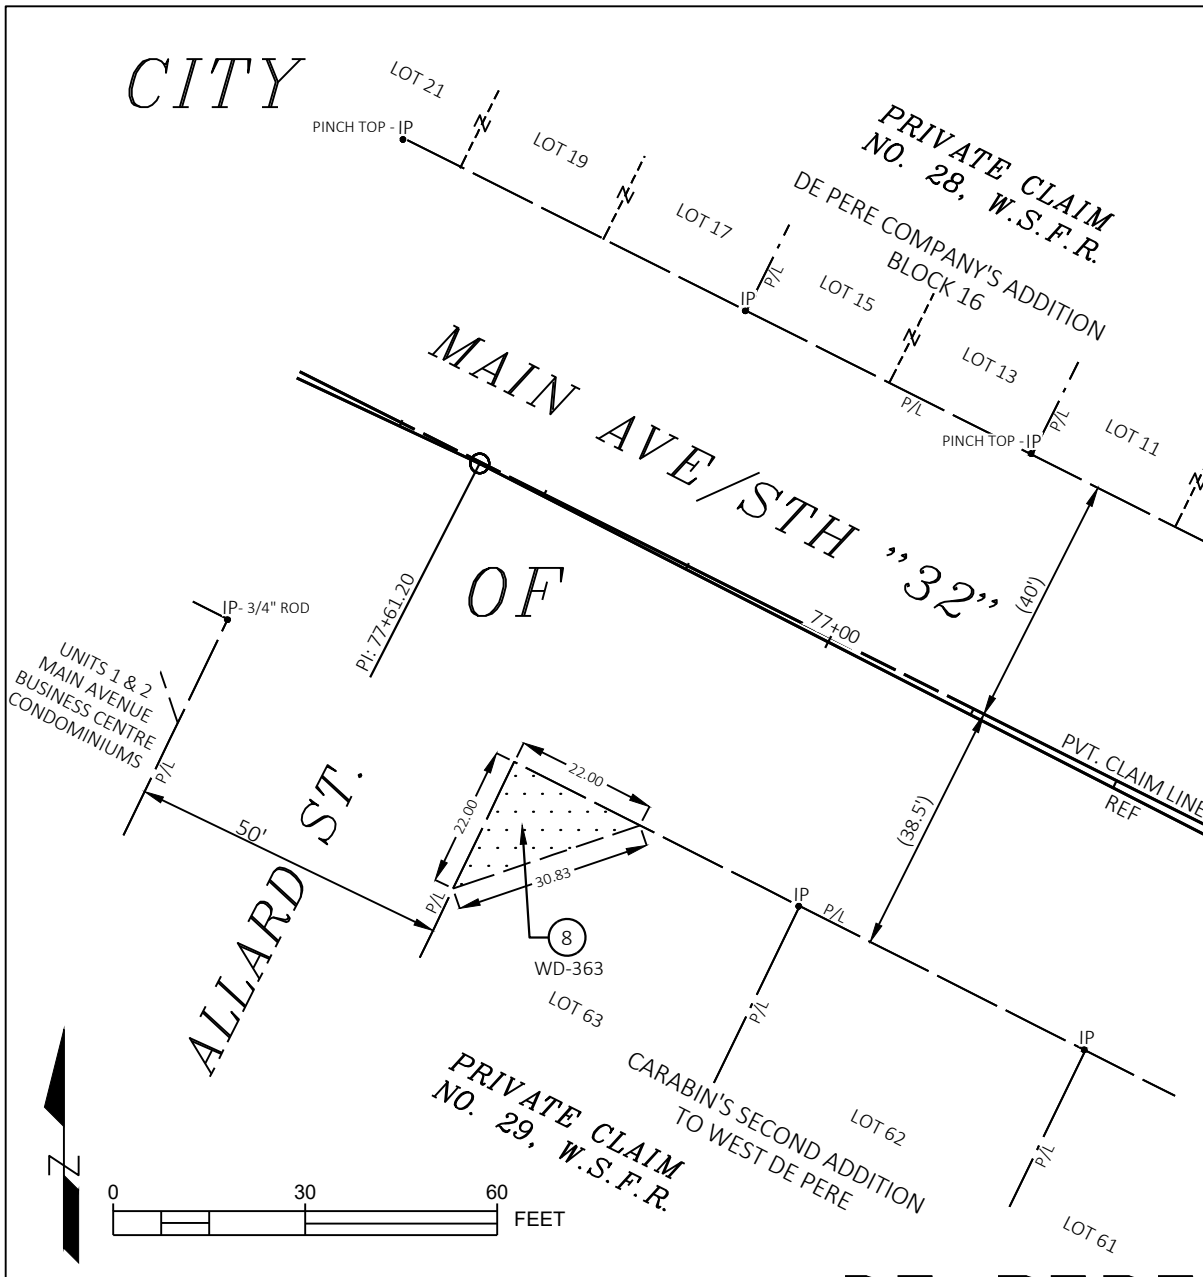 CITY
LOT 21
PINCH TOP - IP
LOT 19
LOT 17
PRIVATE CLAIM
NO. 28, W.S.F.R.
DE PERE COMPANY'S ADDITION
BLOCK 16
P/L
IP
LOT 15
LOT 13
P/L
P/L
PINCH TOP - IP
LOT 11
MAIN AVE/STH "32"
OF
PI: 77+61.20
77+00
(40')
IP - 3/4" ROD
UNITS 1 & 2
MAIN AVENUE
BUSINESS CENTRE
CONDOMINIUMS
P/L
PVT. CLAIM LINE
REF
(38.5')
22.00
22.00
30.83
50'
ALLARD ST.
P/L
IP
P/L
8
WD-363
LOT 63
P/L
IP
PRIVATE CLAIM
NO. 29, W.S.F.R.
CARABIN'S SECOND ADDITION
TO WEST DE PERE
LOT 62
P/L
LOT 61
N
0 30 60
FEET